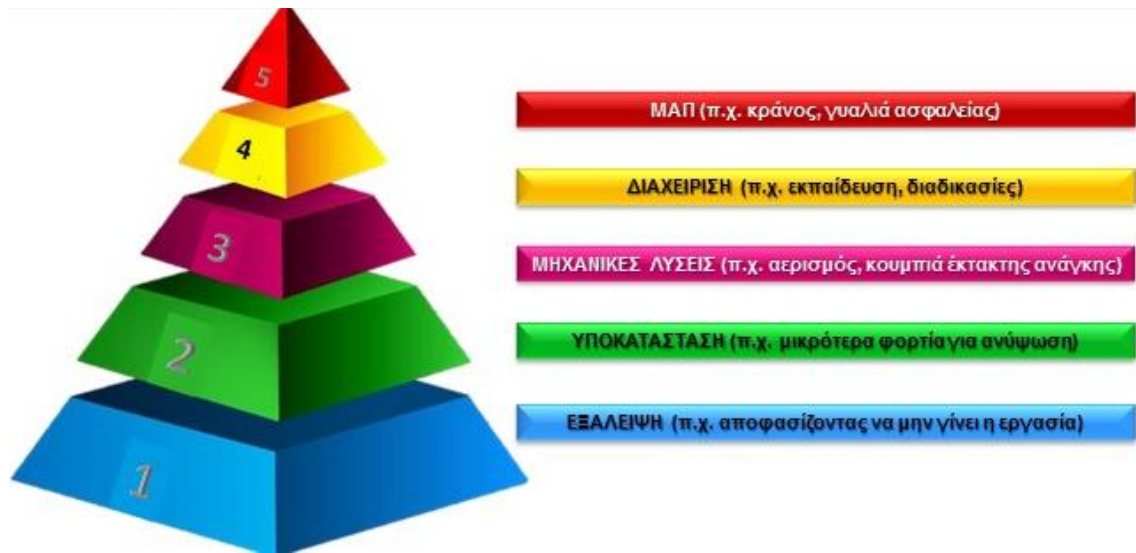 5
ΜΑΠ (π.χ. κράνος, γυαλιά ασφαλείας)
4
ΔΙΑΧΕΙΡΙΣΗ (π.χ. εκπαίδευση, διαδικασίες)
3
ΜΗΧΑΝΙΚΕΣ ΛΥΣΕΙΣ (π.χ. αερισμός, κουμπιά έκτακτης ανάγκης)
2
ΥΠΟΚΑΤΑΣΤΑΣΗ (π.χ. μικρότερα φορτία για ανύψωση)
1
ΕΞΑΛΕΙΨΗ (π.χ. αποφασίζοντας να μην γίνει η εργασία)